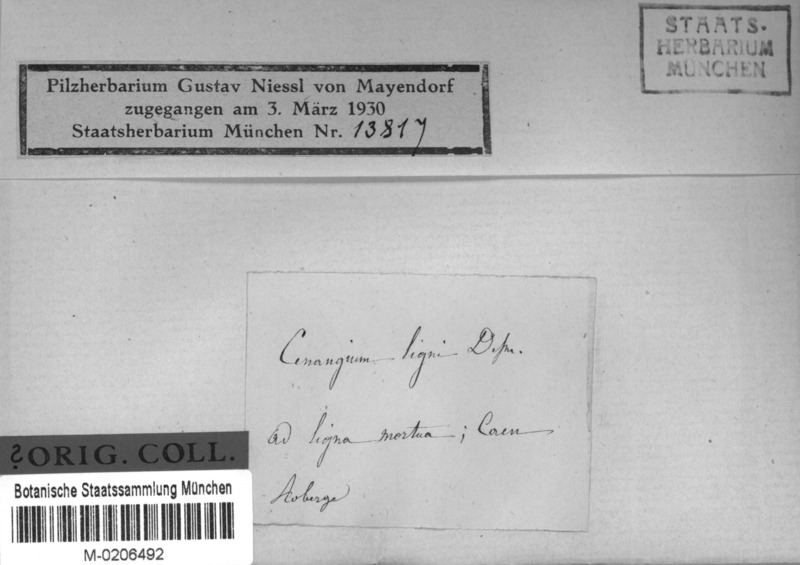 STAATS-
HERBARIUM
MÜNCHEN
Pilzherbarium Gustav Niessl von Mayendorf
zugegangen am 3. März 1930
Staatsherbarium München Nr. 13817
Cenangium ligni Desm.
ad ligna mortua; Caen
Roberge
?ORIG. COLL.
Botanische Staatssammlung München
M-0206492